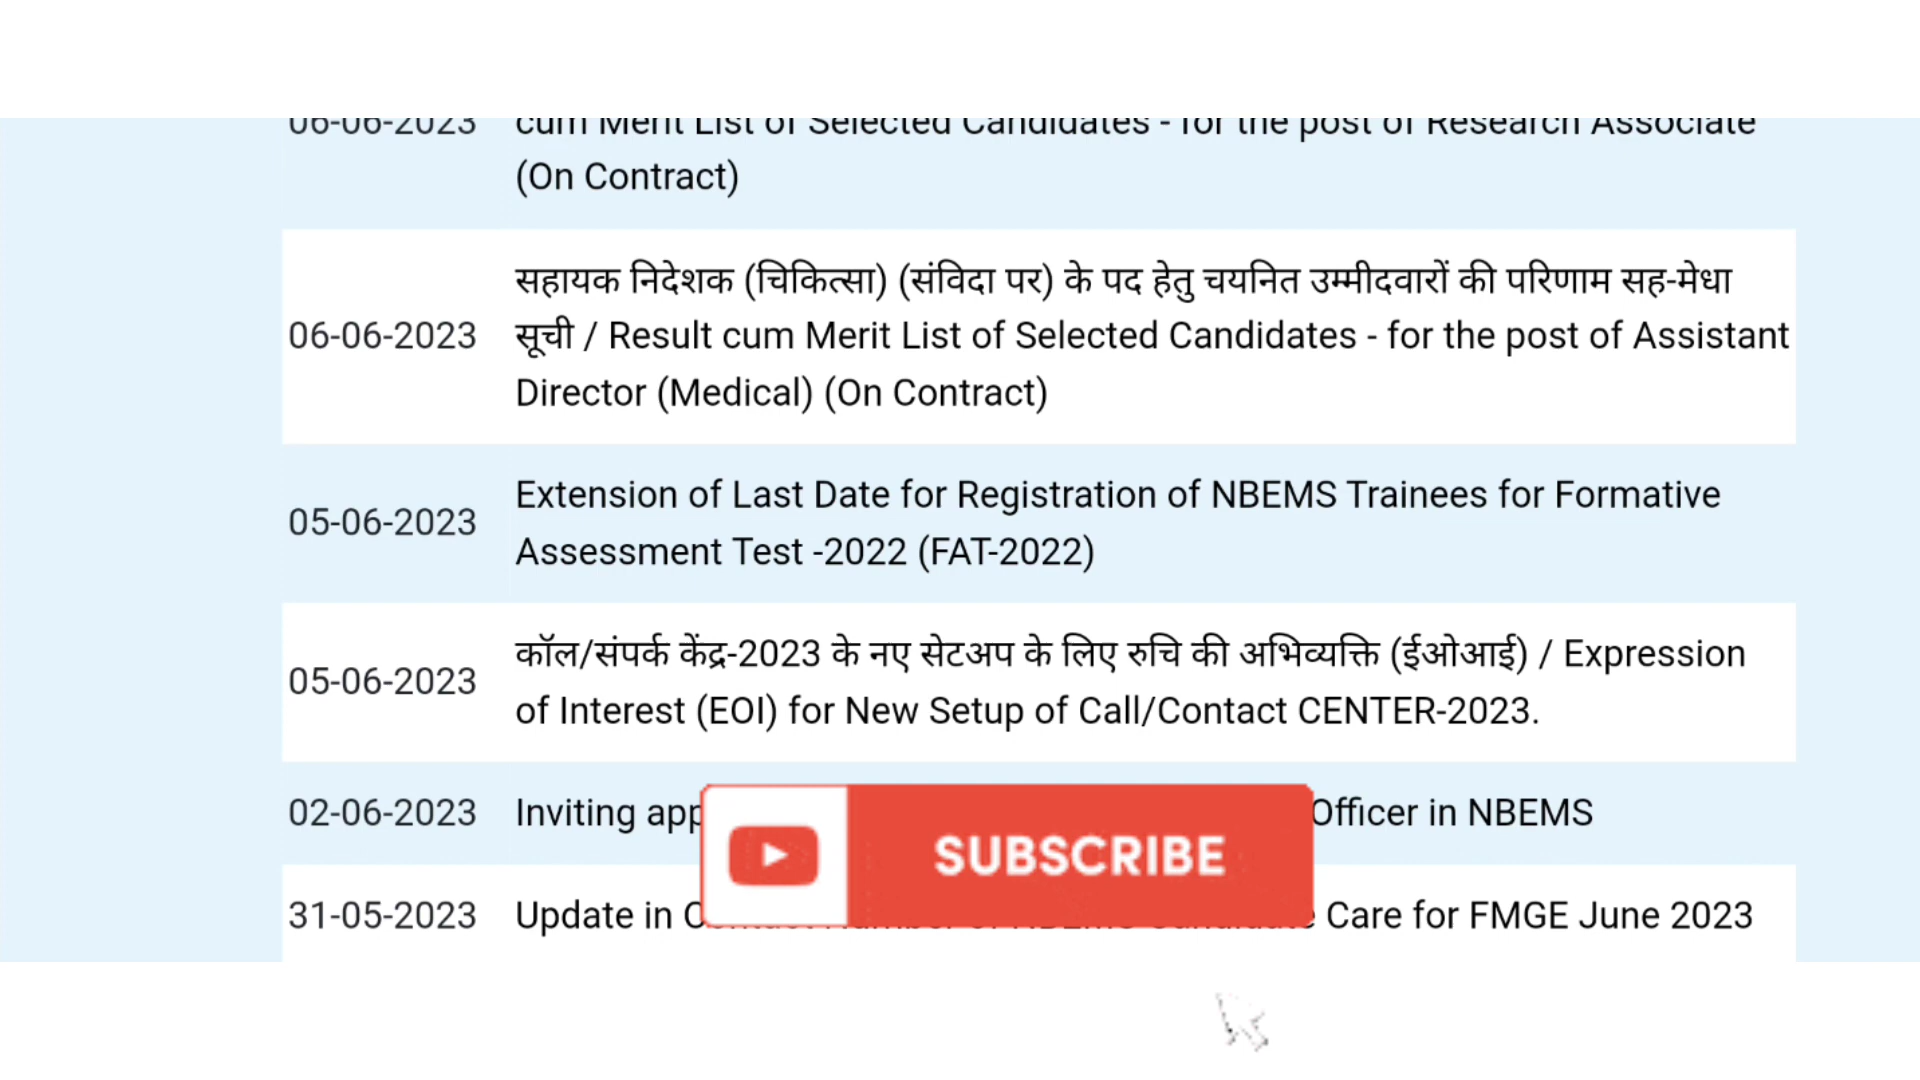 06-06-2023 cum Merit List of Selected Candidates - for the post of Research Associate
(On Contract)
सहायक निदेशक (चिकित्सा) (संविदा पर) के पद हेतु चयनित उम्मीदवारों की परिणाम सह-मेधा
06-06-2023 सूची / Result cum Merit List of Selected Candidates - for the post of Assistant
Director (Medical) (On Contract)
05-06-2023
Extension of Last Date for Registration of NBEMS Trainees for Formative
Assessment Test -2022 (FAT-2022)
05-06-2023
कॉल/संपर्क केंद्र-2023 के नए सेटअप के लिए रुचि की अभिव्यक्ति (ईओआई) / Expression
of Interest (EOI) for New Setup of Call/Contact CENTER-2023.
02-06-2023 Inviting Officer in NBEMS
SUBSCRIBE
31-05-2023 Update in Care for FMGE June 2023